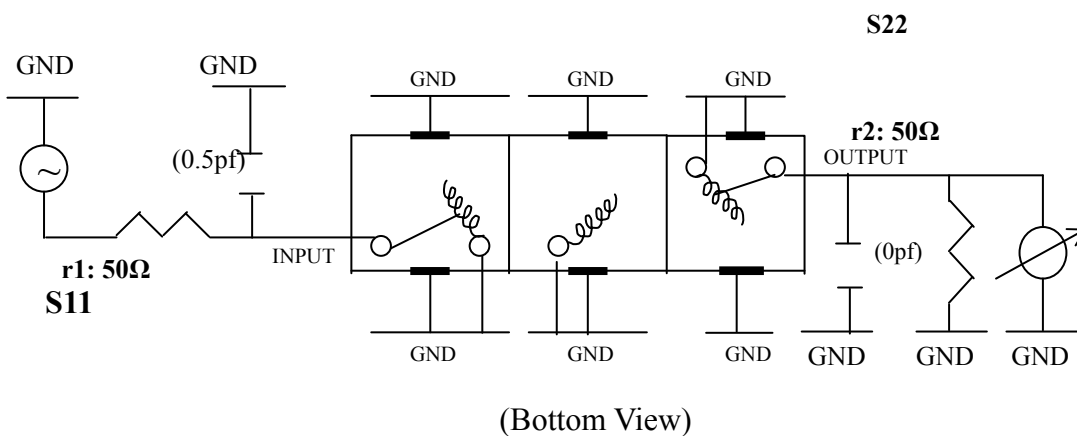 S22
GND
GND
GND
GND
GND
r2: 50Ω
(0.5pf)
OUTPUT
~
INPUT
(0pf)
r1: 50Ω
S11
GND
GND
GND
GND
GND
GND
(Bottom View)